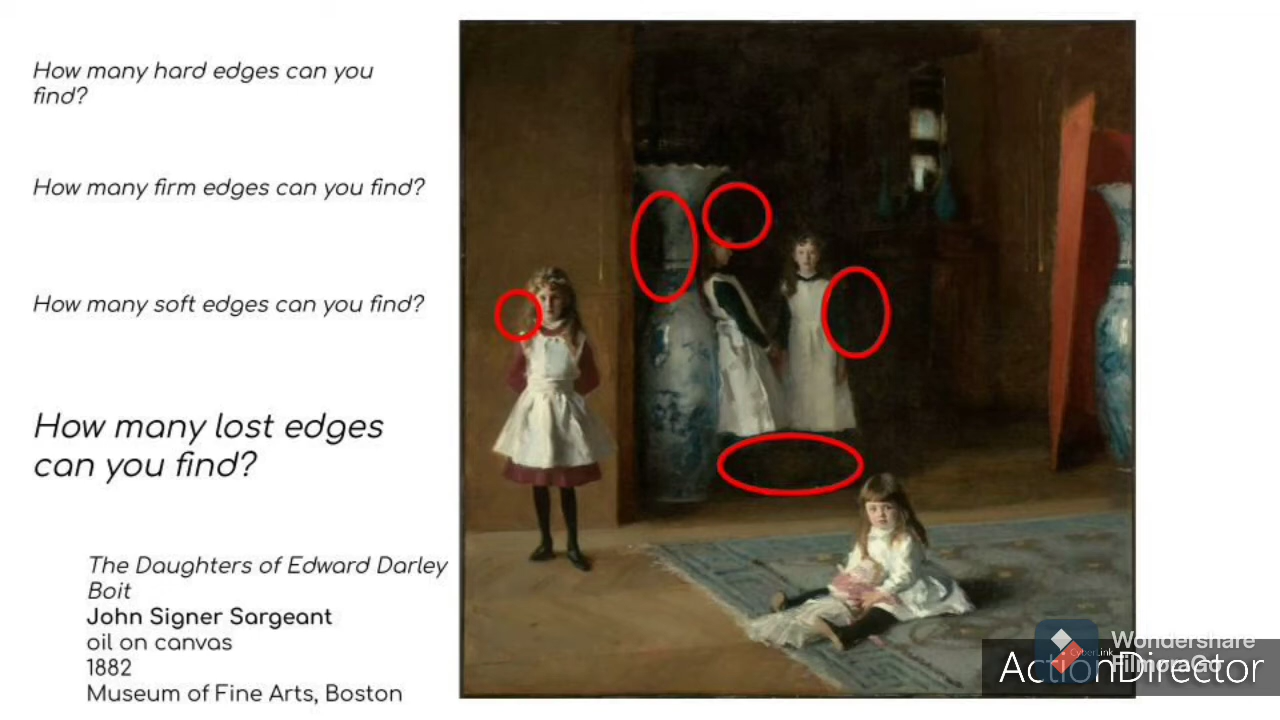 How many hard edges can you
find?
How many firm edges can you find?
How many soft edges can you find?
How many lost edges
can you find?
The Daughters of Edward Darley
Boit
John Signer Sargeant
oil on canvas
1882
Museum of Fine Arts, Boston
Wondershare
FilmoraGo
CyberLink
ActionDirector